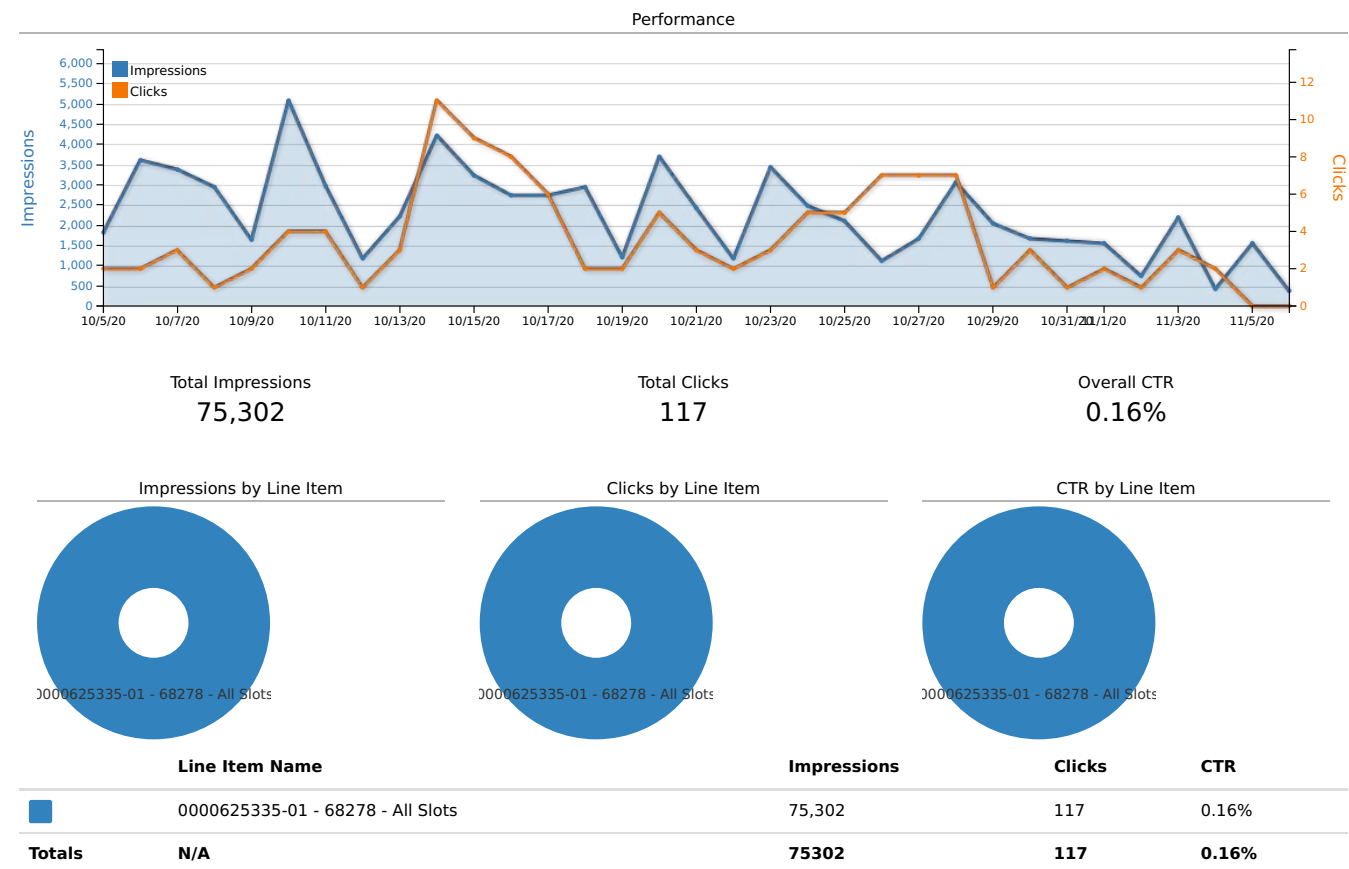 Performance
Impressions
Clicks
6,000
5,500
5,000
4,500
4,000
3,500
3,000
2,500
2,000
1,500
1,000
500
0
Impressions
12
10
8
6
4
2
0
Clicks
10/5/20 10/7/20 10/9/20 10/11/20 10/13/20 10/15/20 10/17/20 10/19/20 10/21/20 10/23/20 10/25/20 10/27/20 10/29/20 10/31/20 11/1/20 11/3/20 11/5/20
Total Impressions Total Clicks Overall CTR
75,302 117 0.16%
Impressions by Line Item Clicks by Line Item CTR by Line Item
0000625335-01 - 68278 - All Slots 0000625335-01 - 68278 - All Slots 0000625335-01 - 68278 - All Slots
Line Item Name Impressions Clicks CTR
0000625335-01 - 68278 - All Slots 75,302 117 0.16%
Totals N/A 75302 117 0.16%